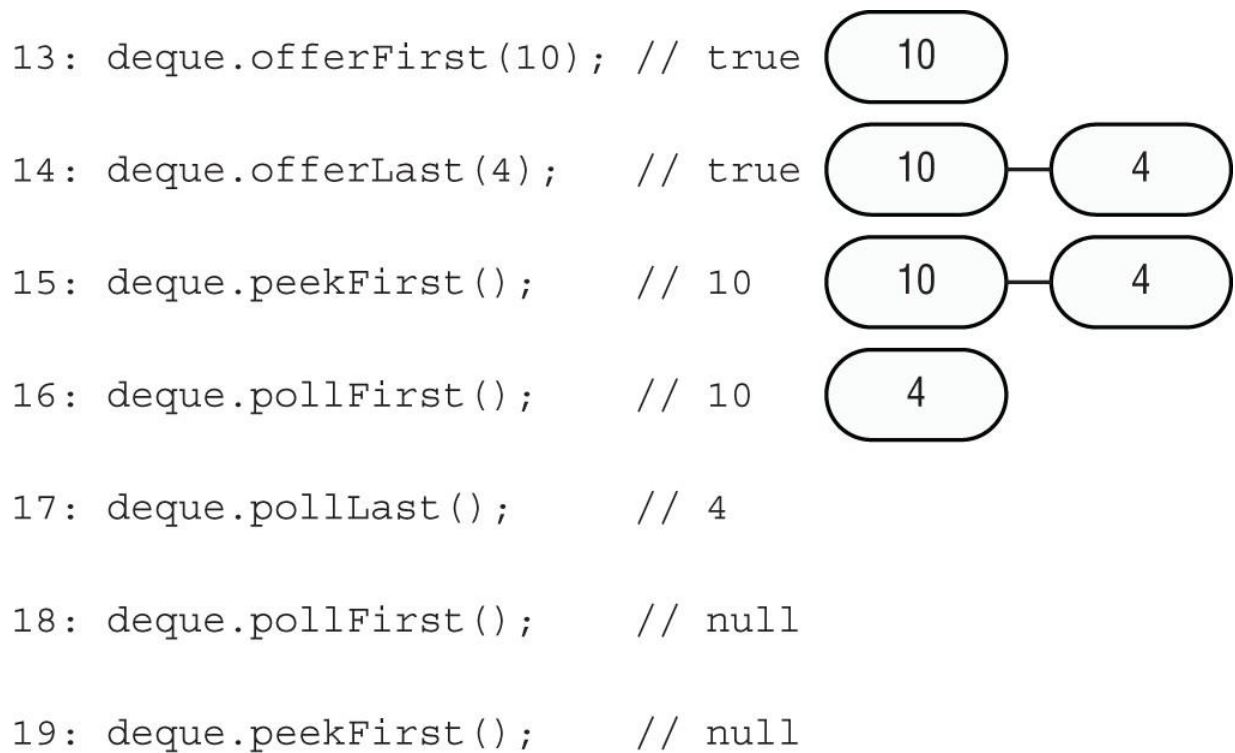 13: deque.offerFirst(10); // true 10
14: deque.offerLast(4); // true 10 4
15: deque.peekFirst(); // 10 10 4
16: deque.pollFirst(); // 10 4
17: deque.pollLast(); // 4
18: deque.pollFirst(); // null
19: deque.peekFirst(); // null